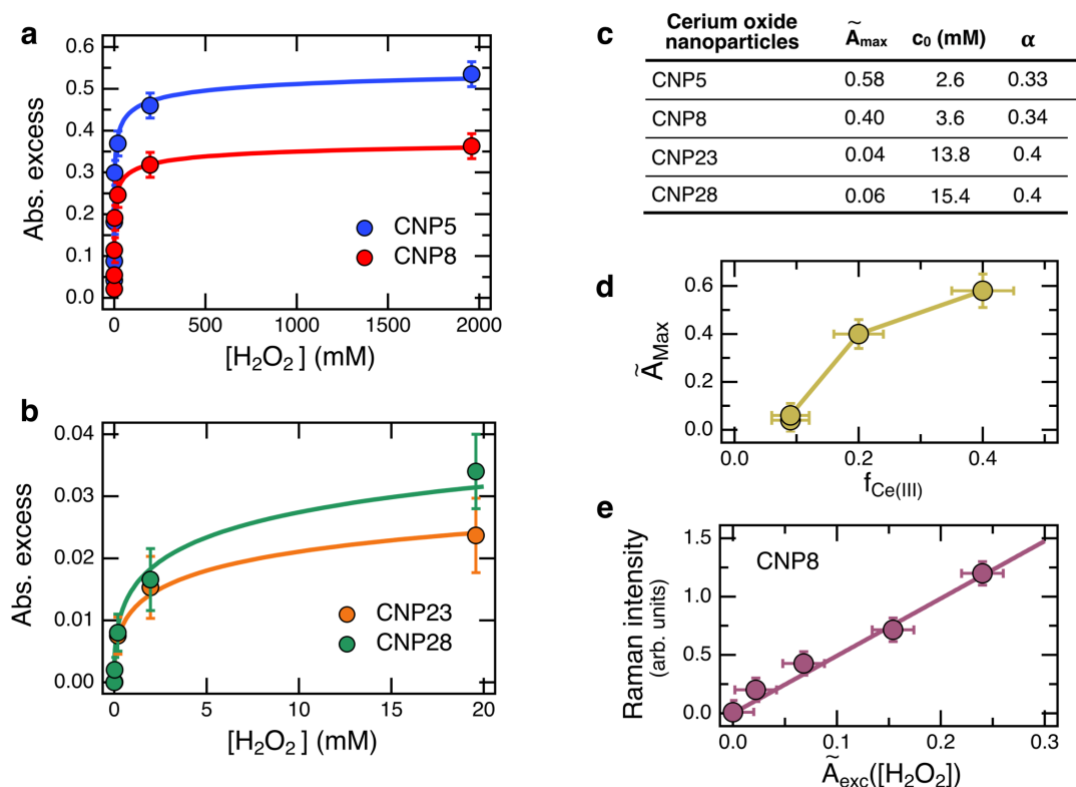 a
0.6
0.5
0.4
0.3
0.2
0.1
0.0
Abs. excess
CNP5
CNP8
0
500
1000
1500
2000
[H₂O₂] (mM)
b
0.04
0.03
0.02
0.01
0.00
Abs. excess
CNP23
CNP28
0
5
10
15
20
[H₂O₂] (mM)
c
Cerium oxide nanoparticles Ãmax c₀ (mM) α
CNP5 0.58 2.6 0.33
CNP8 0.40 3.6 0.34
CNP23 0.04 13.8 0.4
CNP28 0.06 15.4 0.4
d
0.6
0.4
0.2
0.0
ÃMax
0.0
0.2
0.4
fCe(III)
e
1.5
1.0
0.5
0.0
Raman intensity
(arb. units)
CNP8
0.0
0.1
0.2
0.3
Ãexc([H₂O₂])